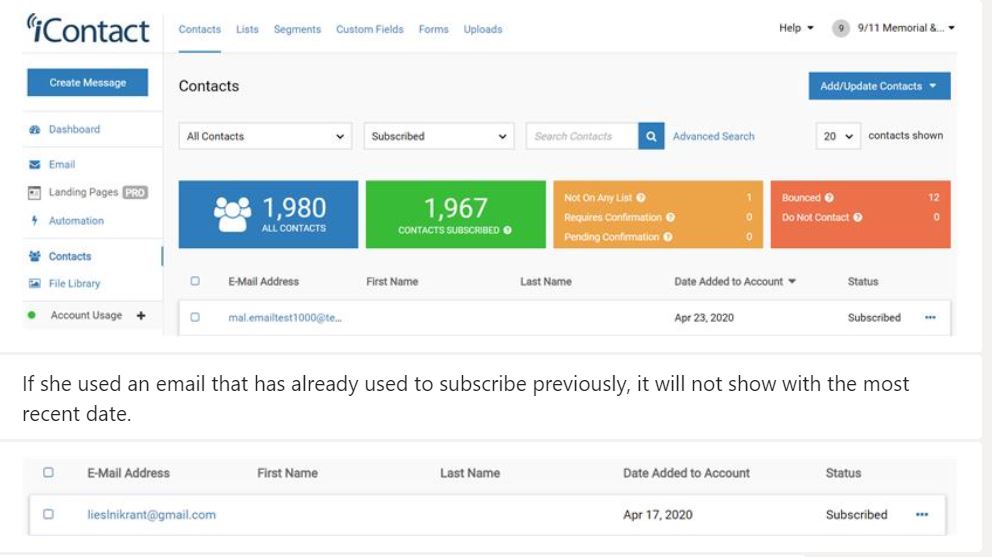 iContact
Contacts Lists Segments Custom Fields Forms Uploads Help 9 9/11 Memorial &...
Create Message
Contacts
Add/Update Contacts
Dashboard
All Contacts Subscribed Search Contacts Advanced Search 20 contacts shown
Email
Landing Pages PRO
Automation
Contacts
File Library
Account Usage +
1,980
ALL CONTACTS
1,967
CONTACTS SUBSCRIBED ?
Not On Any List ? 1
Requires Confirmation ? 0
Pending Confirmation ? 0
Bounced ? 12
Do Not Contact ? 0
E-Mail Address First Name Last Name Date Added to Account Status
mal.emailtest1000@te... Apr 23, 2020 Subscribed ...
If she used an email that has already used to subscribe previously, it will not show with the most
recent date.
E-Mail Address First Name Last Name Date Added to Account Status
lieslnikrant@gmail.com Apr 17, 2020 Subscribed ...